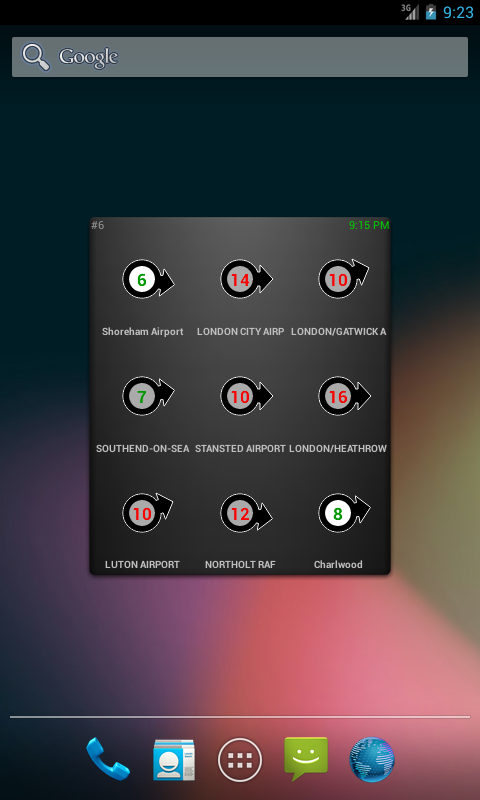 3G 9:23
Google
#6 9:15 PM
6 14 10
Shoreham Airport LONDON CITY AIRP LONDON/GATWICK A
7 10 16
SOUTHEND-ON-SEA STANSTED AIRPORT LONDON/HEATHROW
10 12 8
LUTON AIRPORT NORTHOLT RAF Charlwood